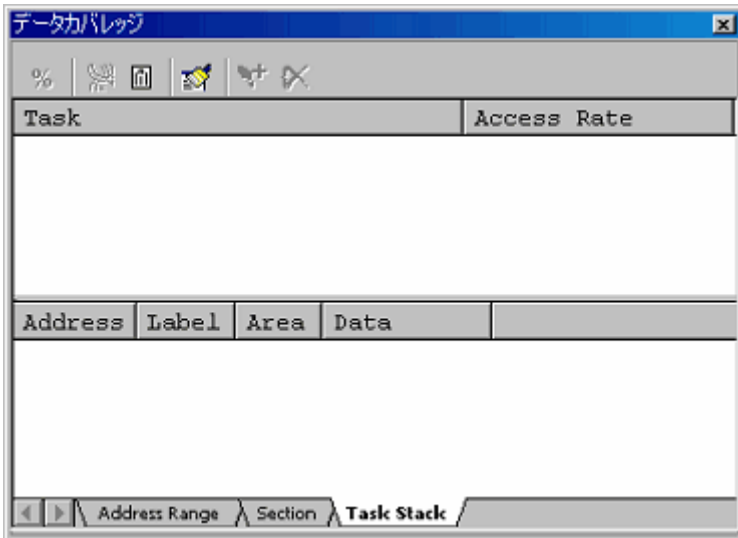 データカバレッジ
%
Task Access Rate
Address Label Area Data
Address Range Section Task Stack